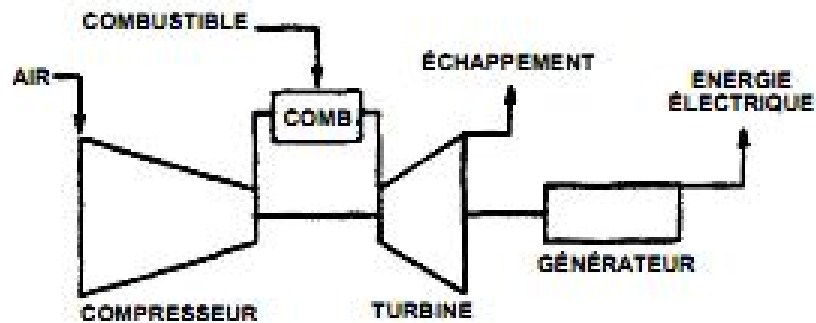 COMBUSTIBLE
AIR
ÉCHAPPEMENT
ENERGIE
ÉLECTRIQUE
COMB.
GÉNÉRATEUR
COMPRESSEUR
TURBINE